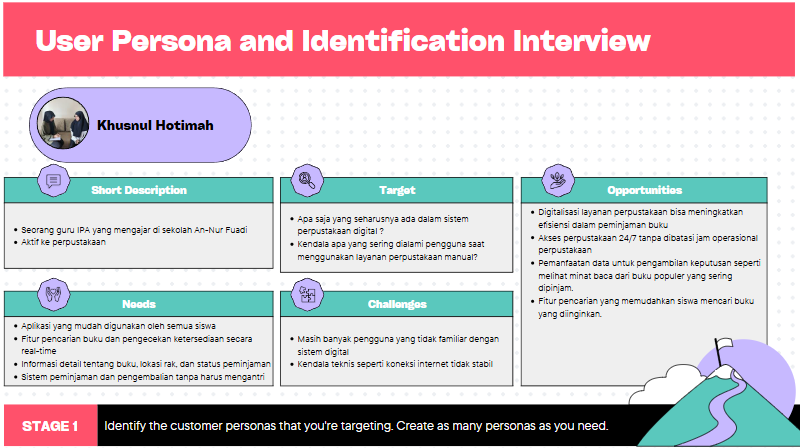 User Persona and Identification Interview
Khusnul Hotimah
Short Description
Seorang guru IPA yang mengajar di sekolah An-Nur Fuadi
Aktif ke perpustakaan
Target
Apa saja yang seharusnya ada dalam sistem
perpustakaan digital ?
Kendala apa yang sering dialami pengguna saat
menggunakan layanan perpustakaan manual?
Opportunities
Digitalisasi layanan perpustakaan bisa meningkatkan
efisiensi dalam peminjaman buku
Akses perpustakaan 24/7 tanpa dibatasi jam operasional
perpustakaan
Pemanfaatan data untuk pengambilan keputusan seperti
melihat minat baca dari buku populer yang sering
dipinjam.
Fitur pencarian yang memudahkan siswa mencari buku
yang diinginkan.
Needs
Aplikasi yang mudah digunakan oleh semua siswa
Fitur pencarian buku dan pengecekan ketersediaan secara
real-time
Informasi detail tentang buku, lokasi rak, dan status peminjaman
Sistem peminjaman dan pengembalian tanpa harus mengantri
Challenges
Masih banyak pengguna yang tidak familiar dengan
sistem digital
Kendala teknis seperti koneksi internet tidak stabil
STAGE 1
Identify the customer personas that you're targeting. Create as many personas as you need.